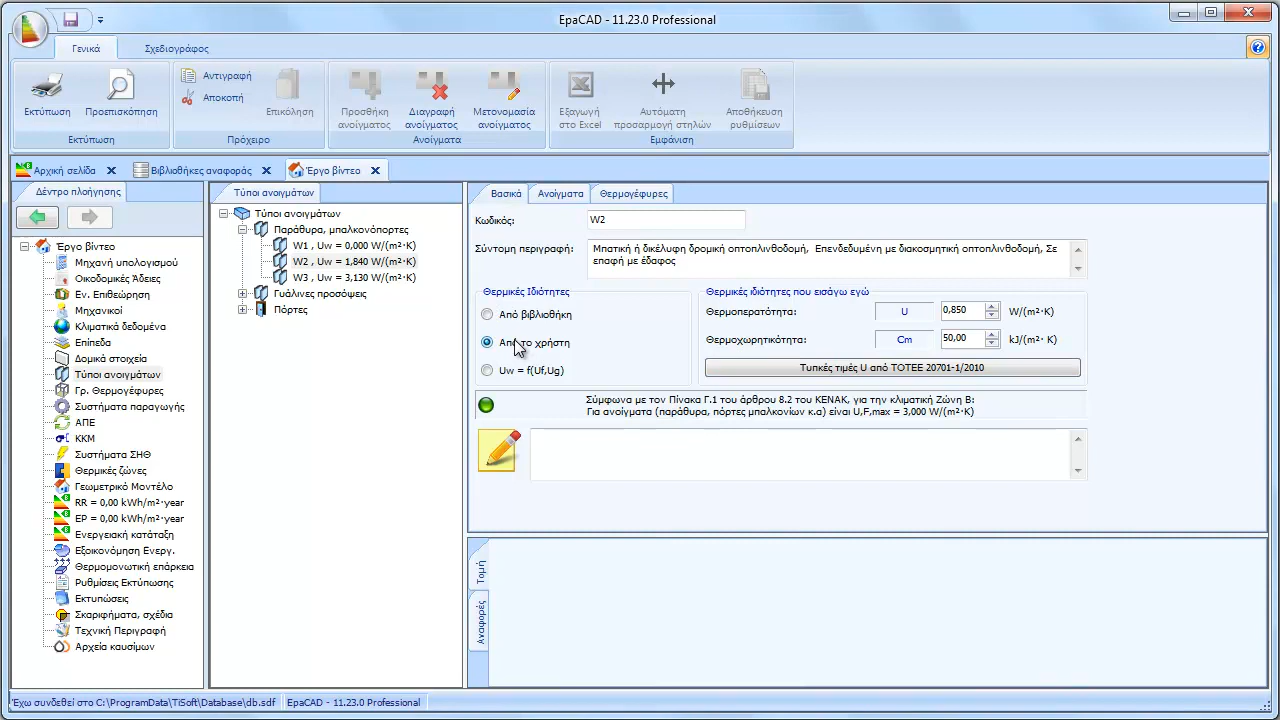 EpaCAD - 11.23.0 Professional
Γενικά
Σχεδιογράφος
Εκτύπωση
Προεπισκόπηση
Εκτύπωση
Αντιγραφή
Αποκοπή
Επικόληση
Πρόχειρο
Προσθήκη ανοίγματος
Διαγραφή ανοίγματος
Μετονομασία ανοίγματος
Ανοίγματα
Εξαγωγή στο Excel
Αυτόματη προσαρμογή στηλών
Αποθήκευση ρυθμίσεων
Εμφάνιση
Αρχική σελίδα
Βιβλιοθήκες αναφοράς
Έργο βίντεο
Δέντρο πλοήγησης
Έργο βίντεο
Μηχανή υπολογισμού
Οικοδομικές Άδειες
Εν. Επιθεώρηση
Μηχανικοί
Κλιματικά δεδομένα
Επίπεδα
Δομικά στοιχεία
Τύποι ανοιγμάτων
Γρ. Θερμογέφυρες
Συστήματα παραγωγής
ΑΠΕ
ΚΚΜ
Συστήματα ΣΗΘ
Θερμικές ζώνες
Γεωμετρικό Μοντέλο
RR = 0,00 kWh/m²·year
EP = 0,00 kWh/m²·year
Ενεργειακή κατάταξη
Εξοικονόμηση Ενεργ.
Θερμομονωτική επάρκεια
Ρυθμίσεις Εκτύπωσης
Εκτυπώσεις
Σκαριφήματα, σχέδια
Τεχνική Περιγραφή
Αρχεία καυσίμων
Τύποι ανοιγμάτων
Τύποι ανοιγμάτων
Παράθυρα, μπαλκονόπορτες
W1 , Uw = 0,000 W/(m²·K)
W2 , Uw = 1,840 W/(m²·K)
W3 , Uw = 3,130 W/(m²·K)
Γυάλινες προσόψεις
Πόρτες
Βασικά
Ανοίγματα
Θερμογέφυρες
Κωδικός:
W2
Σύντομη περιγραφή:
Μπατική ή δικέλυφη δρομική οπτοπλινθοδομή, Επενδεδυμένη με διακοσμητική οπτοπλινθοδομή, Σε
επαφή με έδαφος
Θερμικές Ιδιότητες
Από βιβλιοθήκη
Από το χρήστη
Uw = f(Uf,Ug)
Θερμικές ιδιότητες που εισάγω εγώ
Θερμοπερατότητα:
U
0,850
W/(m²·K)
Θερμοχωρητικότητα:
Cm
50,00
kJ/(m²· K)
Τυπικές τιμές U από ΤΟΤΕΕ 20701-1/2010
Σύμφωνα με τον Πίνακα Γ.1 του άρθρου 8.2 του ΚΕΝΑΚ, για την κλιματική Ζώνη Β:
Για ανοίγματα (παράθυρα, πόρτες μπαλκονίων κ.α) είναι U,F,max = 3,000 W/(m²·K)
Τομή
Αναφορές
Έχω συνδεθεί στο C:\ProgramData\TiSoft\Database\db.sdf
EpaCAD - 11.23.0 Professional